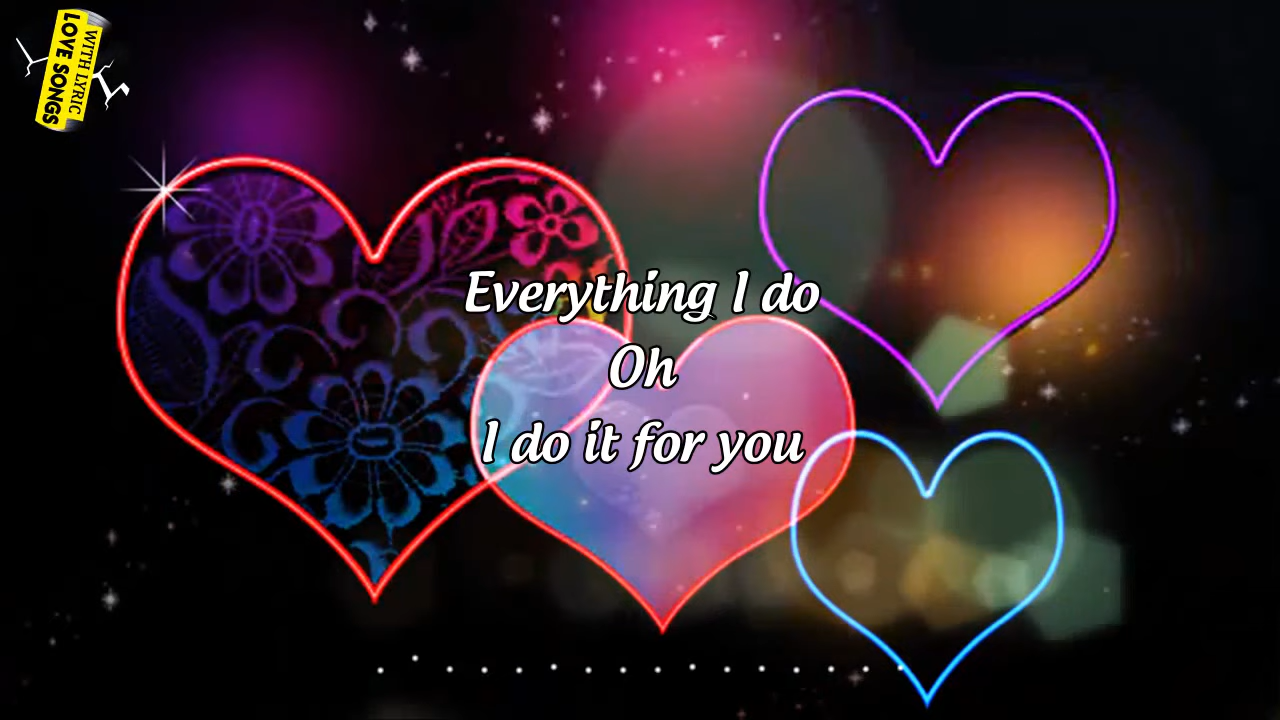 LOVE SONGS
WITH LYRIC
Everything I do
Oh
I do it for you